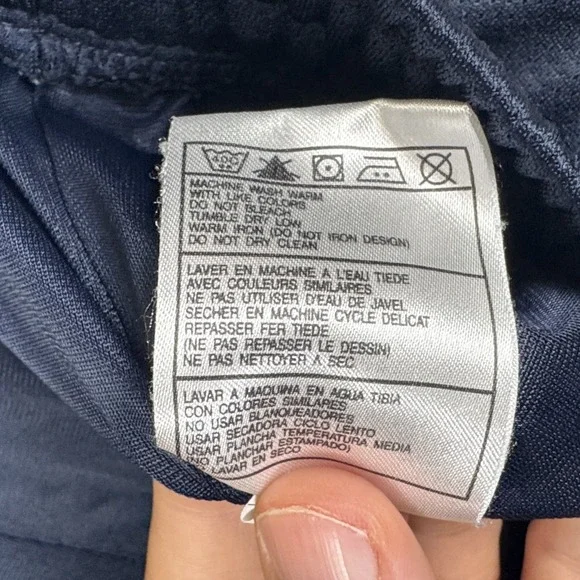 40C
MACHINE WASH WARM
WITH LIKE COLORS
DO NOT BLEACH
TUMBLE DRY LOW
WARM IRON (DO NOT IRON DESIGN)
DO NOT DRY CLEAN
LAVER EN MACHINE A L'EAU TIEDE
AVEC COULEURS SIMILAIRES
NE PAS UTILISER D'EAU DE JAVEL
SECHER EN MACHINE CYCLE DELICAT
REPASSER FER TIEDE
(NE PAS REPASSER LE DESSIN)
NE PAS NETTOYER A SEC
LAVAR A MAQUINA EN AGUA TIBIA
CON COLORES SIMILARES
NO USAR BLANQUEADORES
USAR SECADORA CICLO LENTO
USAR PLANCHA TEMPERATURA MEDIA
(NO PLANCHAR ESTAMPADO)
NO LAVAR EN SECO